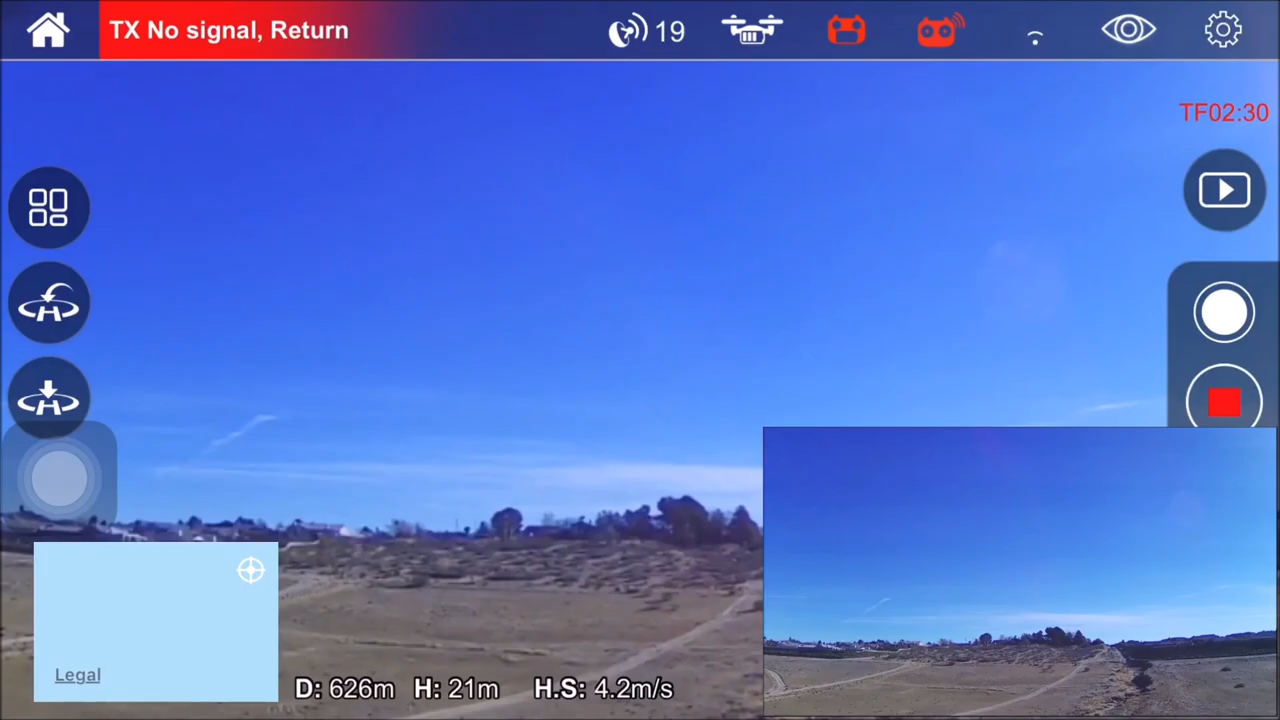 TX No signal, Return
19
TF02:30
Legal
D: 626m H: 21m H.S: 4.2m/s